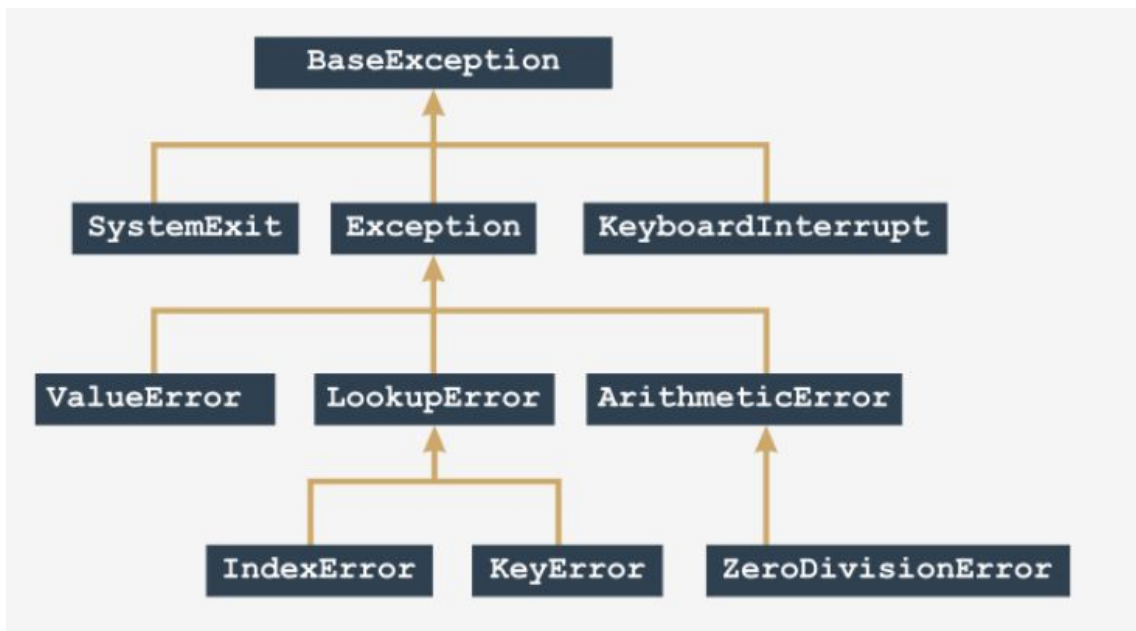 BaseException
SystemExit
Exception
KeyboardInterrupt
ValueError
LookupError
ArithmeticError
IndexError
KeyError
ZeroDivisionError